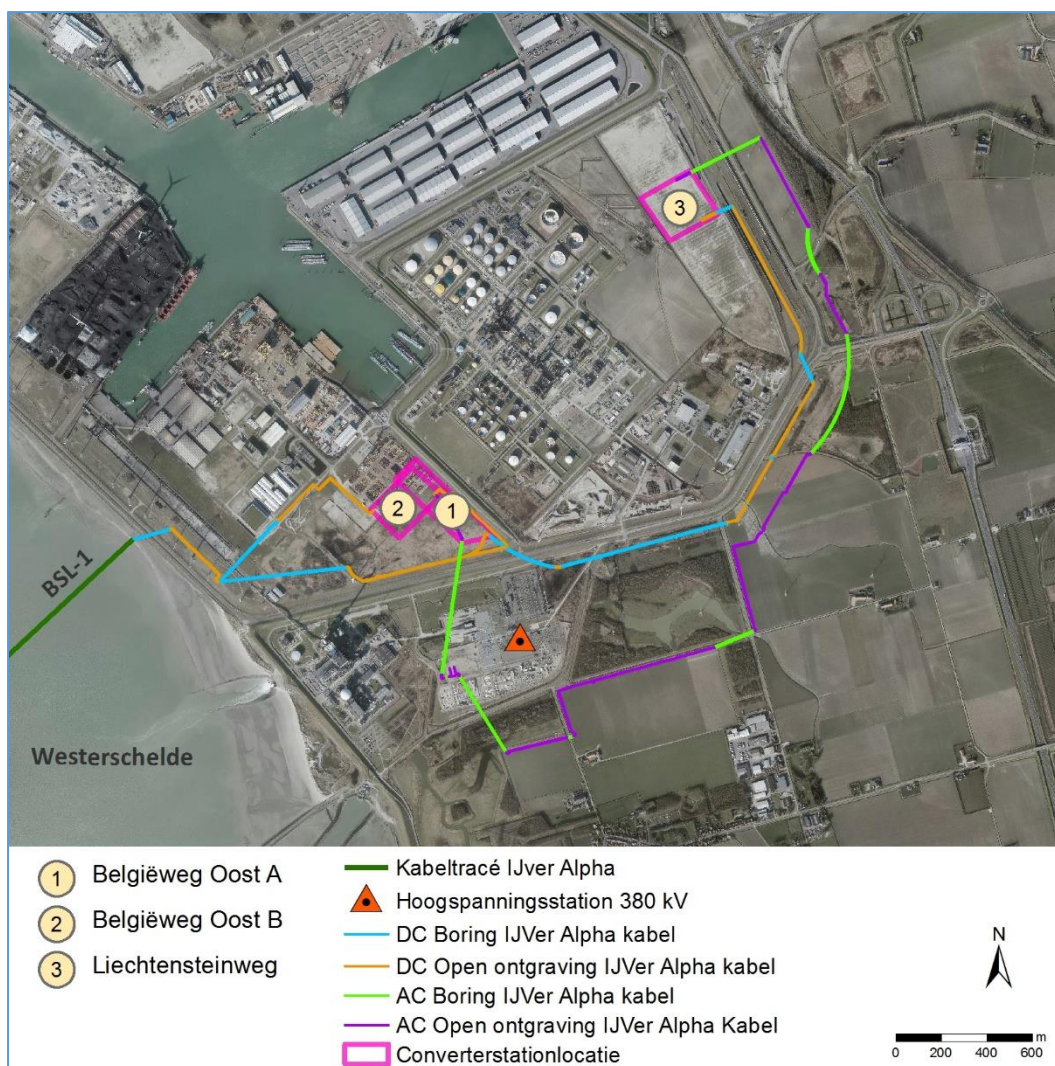 3
2
1
BSL-1
Westerschelde
1 Belgiëweg Oost A
2 Belgiëweg Oost B
3 Liechtensteinweg
Kabeltracé IJver Alpha
Hoogspanningsstation 380 kV
DC Boring IJVer Alpha kabel
DC Open ontgraving IJVer Alpha kabel
AC Boring IJVer Alpha kabel
AC Open ontgraving IJVer Alpha Kabel
Converterstationlocatie
N
m
0 200 400 600